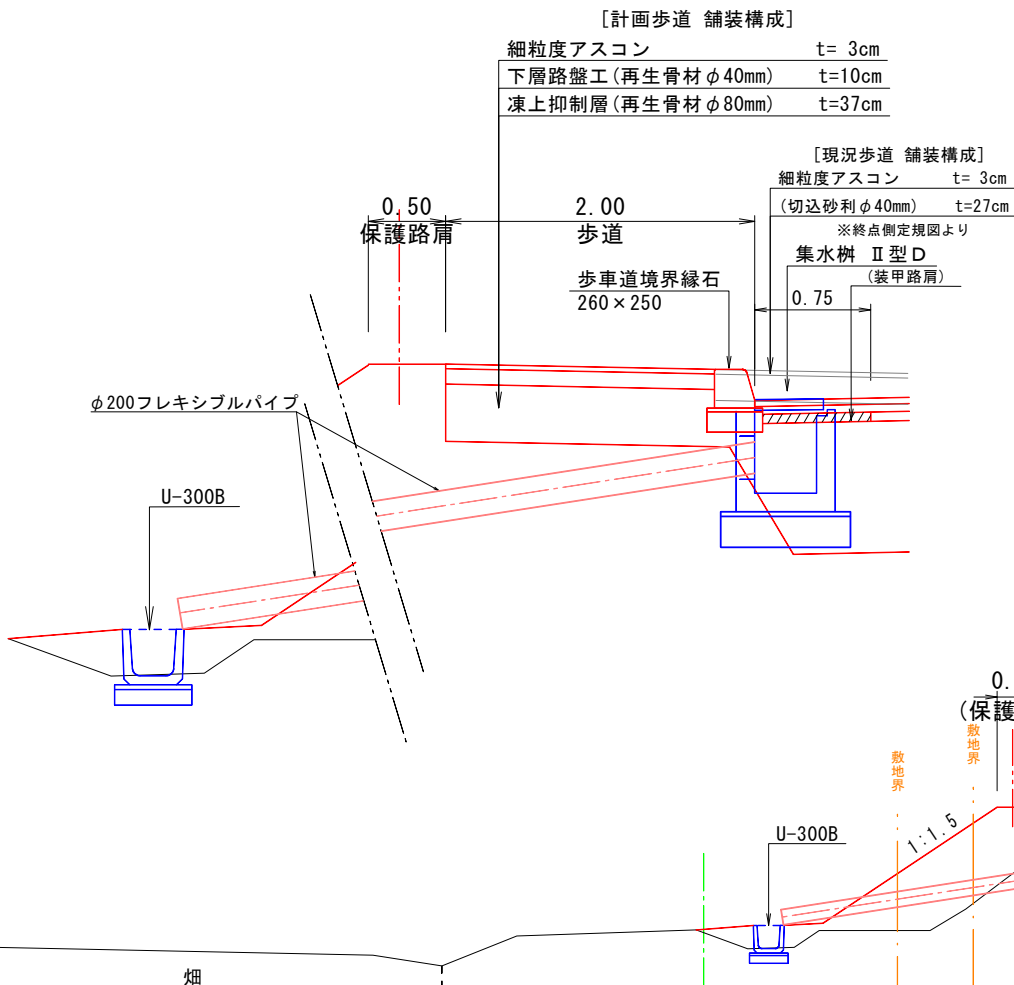 [計画歩道 舗装構成]
細粒度アスコン t= 3cm
下層路盤工(再生骨材φ40mm) t=10cm
凍上抑制層(再生骨材φ80mm) t=37cm
[現況歩道 舗装構成]
細粒度アスコン t= 3cm
(切込砂利φ40mm) t=27cm
※終点側定規図より
0.50
保護路肩
2.00
歩道
集水桝 Ⅱ型D
(装甲路肩)
歩車道境界縁石
260×250
0.75
φ200フレキシブルパイプ
U-300B
0.
(保護
敷地界
敷地界
1:1.5
U-300B
畑